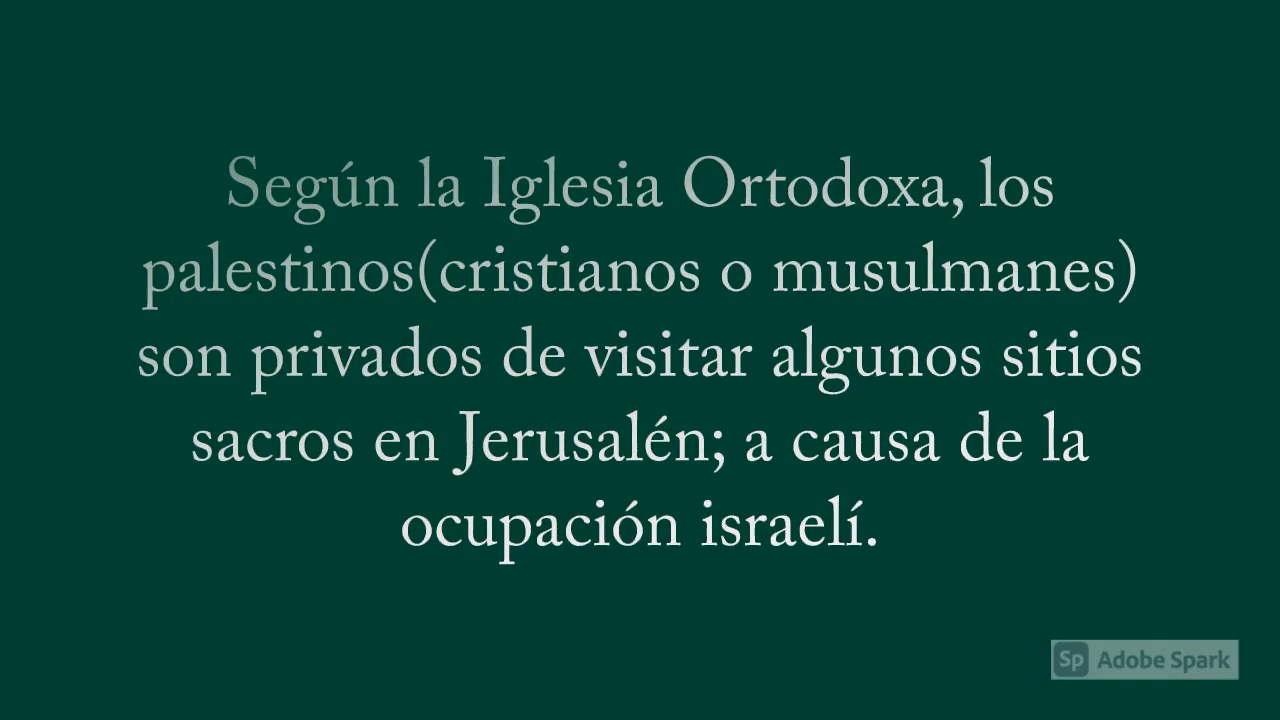 Según la Iglesia Ortodoxa, los
palestinos(cristianos o musulmanes)
son privados de visitar algunos sitios
sacros en Jerusalén; a causa de la
ocupación israelí.
Sp Adobe Spark